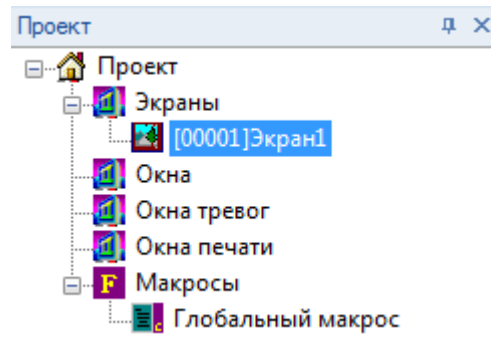 Проект
Проект
Экраны
[00001]Экран1
Окна
Окна тревог
Окна печати
Макросы
Глобальный макрос